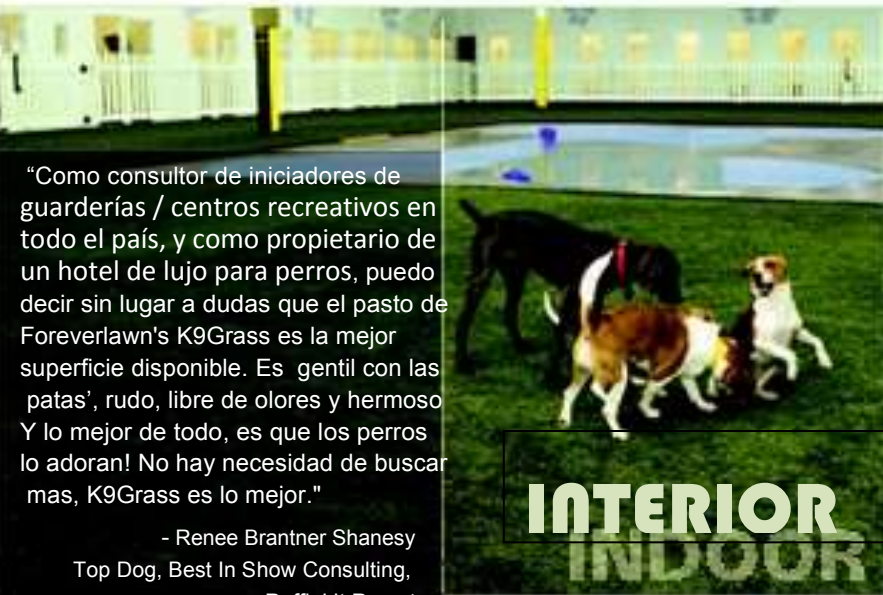 “Como consultor de iniciadores de
guarderías / centros recreativos en
todo el país, y como propietario de
un hotel de lujo para perros, puedo
decir sin lugar a dudas que el pasto de
Foreverlawn's K9Grass es la mejor
superficie disponible. Es gentil con las
patas’, rudo, libre de olores y hermoso
Y lo mejor de todo, es que los perros
lo adoran! No hay necesidad de buscar
mas, K9Grass es lo mejor."
- Renee Brantner Shanesy
Top Dog, Best In Show Consulting,
INTERIOR
INDOOR